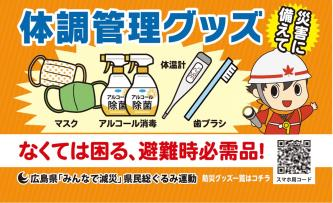 体調管理グッズ
災害に
備えて
体温計
アルコール
除菌
アルコール
除菌
マスク
アルコール消毒
歯ブラシ
なくては困る、避難時必需品!
広島県「みんなで減災」県民総ぐるみ運動
防災グッズ一覧はコチラ
スマホ用コード